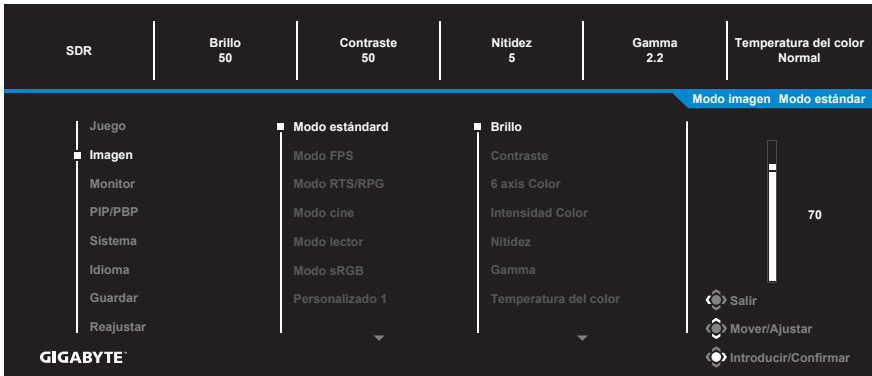 SDR
Brillo
50
Contraste
50
Nitidez
5
Gamma
2.2
Temperatura del color
Normal
Modo imagen Modo estándar
Juego
Imagen
Monitor
PIP/PBP
Sistema
Idioma
Guardar
Reajustar
Modo estándard
Modo FPS
Modo RTS/RPG
Modo cine
Modo lector
Modo sRGB
Personalizado 1
Brillo
Contraste
6 axis Color
Intensidad Color
Nitidez
Gamma
Temperatura del color
70
Salir
Mover/Ajustar
Introducir/Confirmar
GIGABYTE